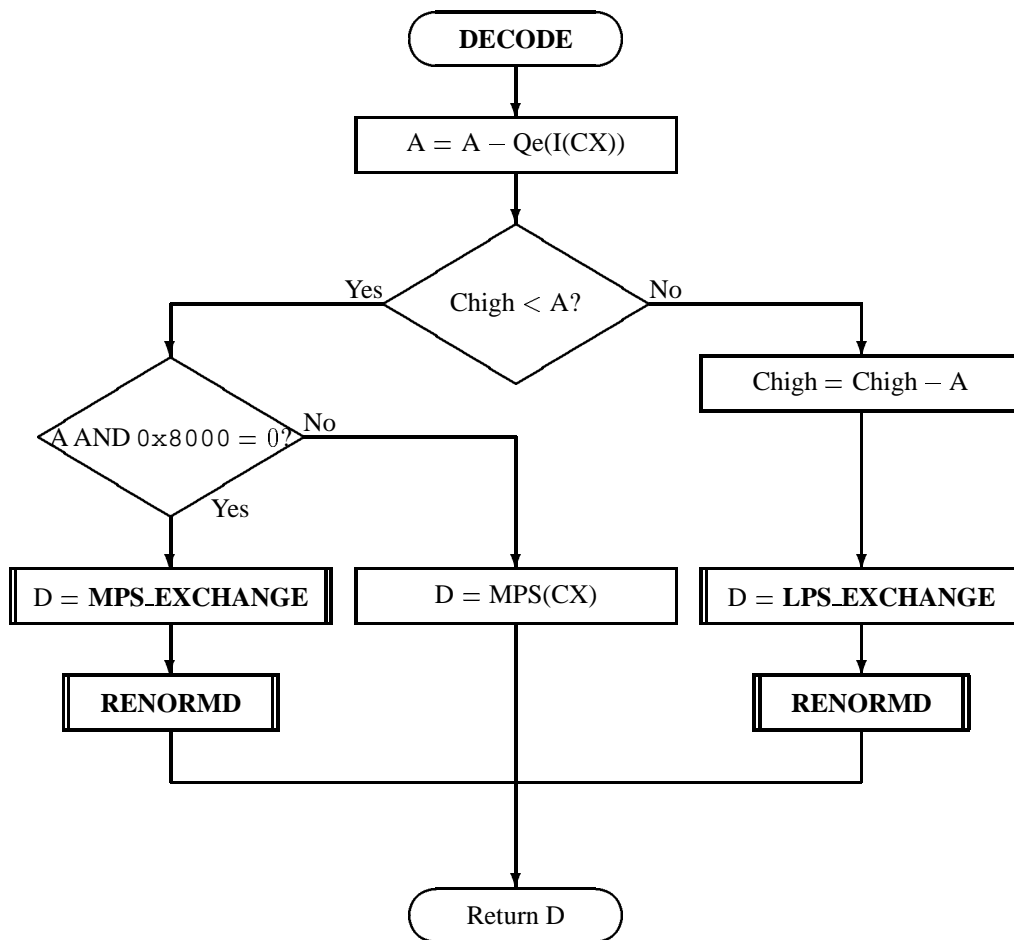 DECODE
A = A − Qe(I(CX))
Chigh < A?
Yes
No
Chigh = Chigh − A
A AND 0x8000 = 0?
No
Yes
D = MPS_EXCHANGE
D = MPS(CX)
D = LPS_EXCHANGE
RENORMD
RENORMD
Return D